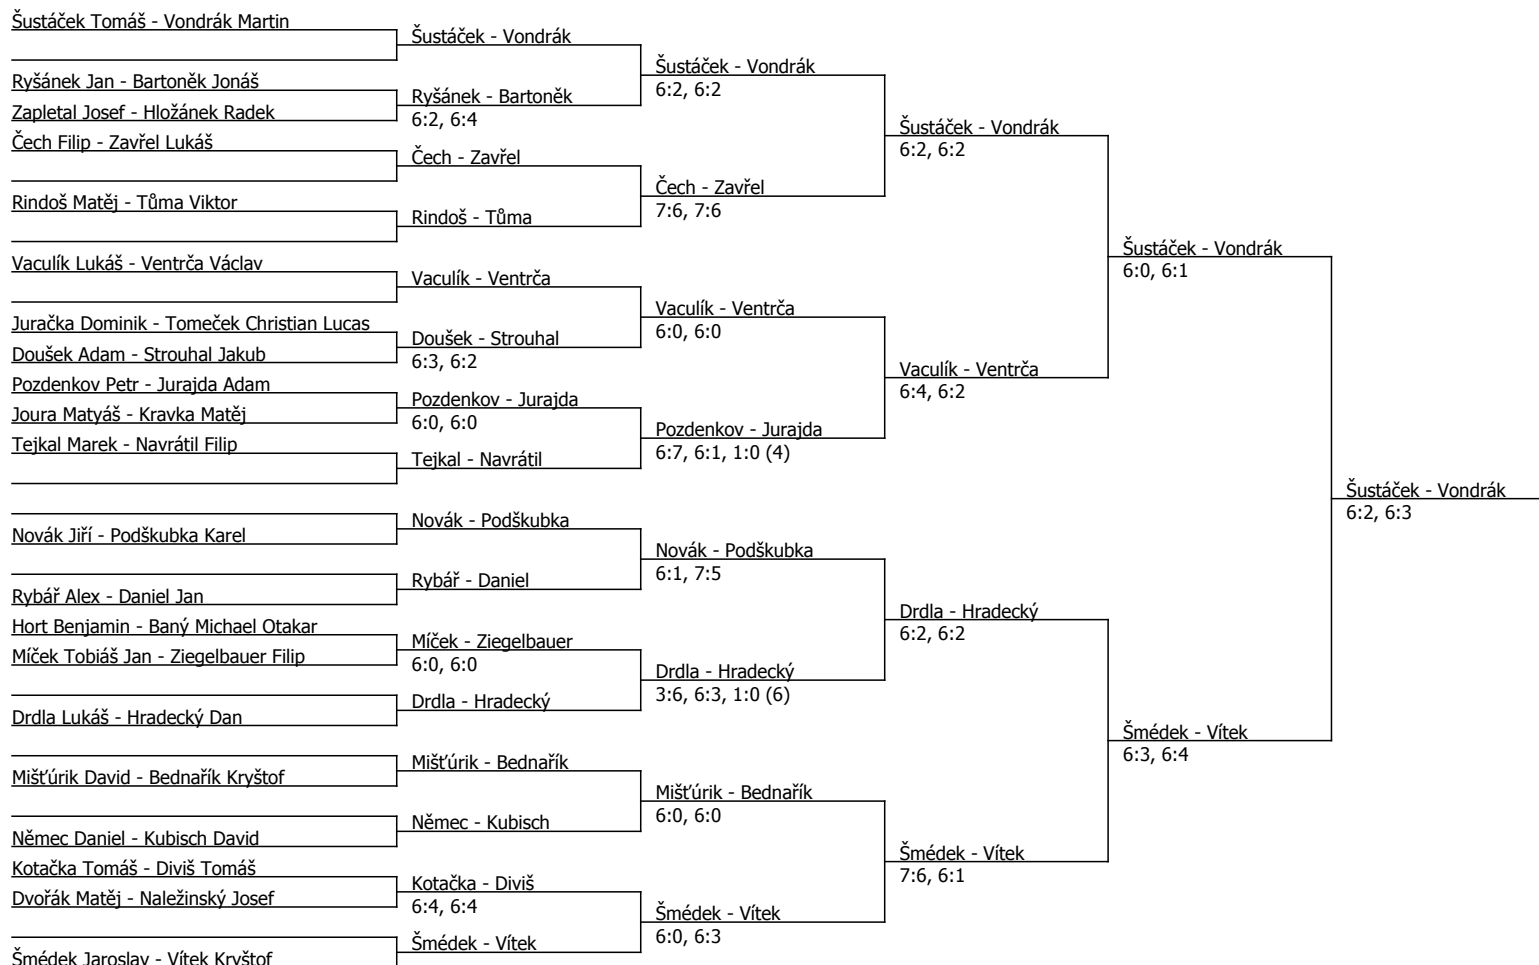 Šustáček Tomáš - Vondrák Martin
Ryšánek Jan - Bartoněk Jonáš
Zapletal Josef - Hložánek Radek
Čech Filip - Zavřel Lukáš
Rindoš Matěj - Tůma Viktor
Vaculík Lukáš - Ventrča Václav
Juračka Dominik - Tomeček Christian Lucas
Doušek Adam - Strouhal Jakub
Pozdenkov Petr - Jurajda Adam
Joura Matyáš - Kravka Matěj
Tejkal Marek - Navrátil Filip
Novák Jiří - Podškubka Karel
Rybář Alex - Daniel Jan
Hort Benjamin - Baný Michael Otakar
Míček Tobiáš Jan - Ziegelbauer Filip
Drdla Lukáš - Hradecký Dan
Mišťúrik David - Bednařík Kryštof
Němec Daniel - Kubisch David
Kotačka Tomáš - Diviš Tomáš
Dvořák Matěj - Naležinský Josef
Šmédek Jaroslav - Vítek Kryštof
Šustáček - Vondrák
Ryšánek - Bartoněk
6:2, 6:4
Čech - Zavřel
Rindoš - Tůma
Vaculík - Ventrča
Doušek - Strouhal
6:3, 6:2
Pozdenkov - Jurajda
6:0, 6:0
Tejkal - Navrátil
Novák - Podškubka
Rybář - Daniel
Míček - Ziegelbauer
6:0, 6:0
Drdla - Hradecký
Mišťúrik - Bednařík
Němec - Kubisch
Kotačka - Diviš
6:4, 6:4
Šmédek - Vítek
Šustáček - Vondrák
6:2, 6:2
Čech - Zavřel
7:6, 7:6
Vaculík - Ventrča
6:0, 6:0
Pozdenkov - Jurajda
6:7, 6:1, 1:0 (4)
Novák - Podškubka
6:1, 7:5
Drdla - Hradecký
3:6, 6:3, 1:0 (6)
Mišťúrik - Bednařík
6:0, 6:0
Šmédek - Vítek
6:0, 6:3
Šustáček - Vondrák
6:2, 6:2
Vaculík - Ventrča
6:4, 6:2
Drdla - Hradecký
6:2, 6:2
Šmédek - Vítek
7:6, 6:1
Šustáček - Vondrák
6:0, 6:1
Šmédek - Vítek
6:3, 6:4
Šustáček - Vondrák
6:2, 6:3